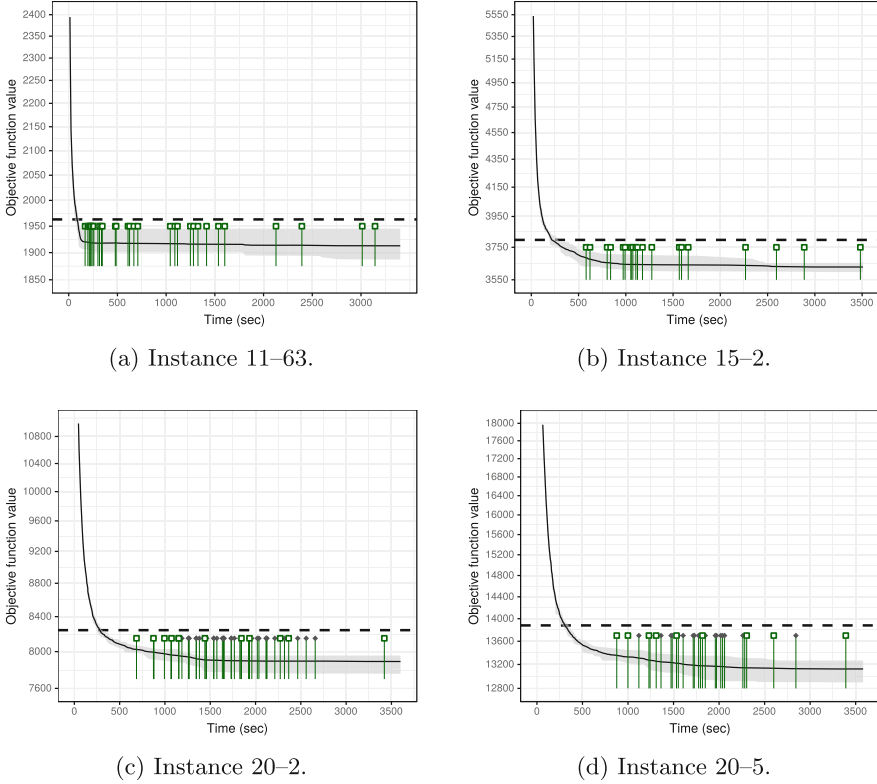 Objective function value
2400
2350
2300
2250
2200
2150
2100
2050
2000
1950
1900
1850
0 500 1000 1500 2000 2500 3000
Time (sec)
(a) Instance 11–63.
Objective function value
5550
5350
5150
4950
4750
4550
4350
4150
3950
3750
3550
0 500 1000 1500 2000 2500 3000 3500
Time (sec)
(b) Instance 15–2.
Objective function value
10800
10400
10000
9600
9200
8800
8400
8000
7600
0 500 1000 1500 2000 2500 3000 3500
Time (sec)
(c) Instance 20–2.
Objective function value
18000
17600
17200
16800
16400
16000
15600
15200
14800
14400
14000
13600
13200
12800
0 500 1000 1500 2000 2500 3000 3500
Time (sec)
(d) Instance 20–5.